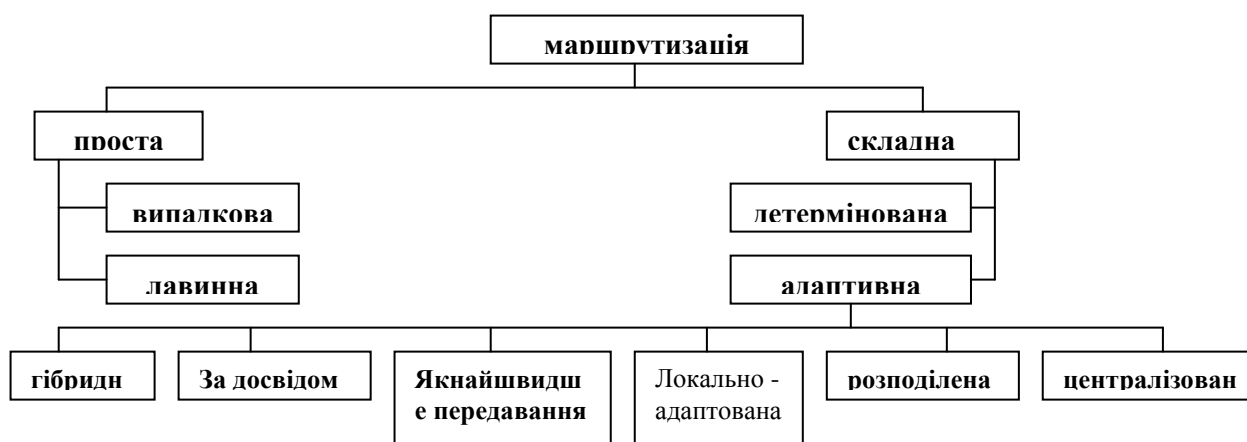 маршрутизація
проста
складна
випадкова
детермінована
лавинна
адаптивна
гібридн
За досвідом
Якнайшвидш
е передавання
Локально -
адаптована
розподілена
централізован